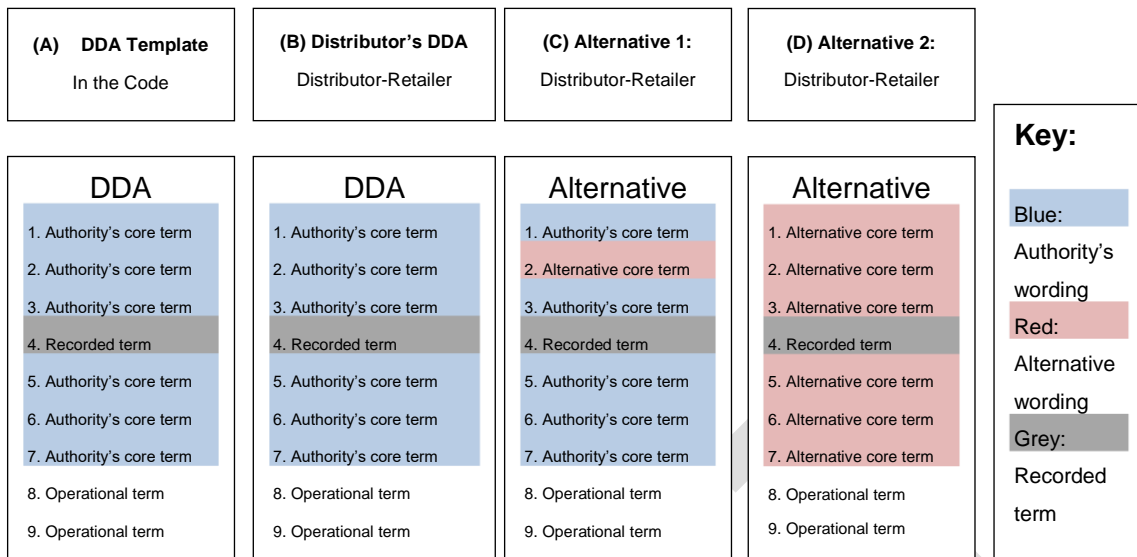 (A) DDA Template
In the Code
(B) Distributor's DDA
Distributor-Retailer
(C) Alternative 1:
Distributor-Retailer
(D) Alternative 2:
Distributor-Retailer
DDA
1. Authority's core term
2. Authority's core term
3. Authority's core term
4. Recorded term
5. Authority's core term
6. Authority's core term
7. Authority's core term
8. Operational term
9. Operational term
DDA
1. Authority's core term
2. Authority's core term
3. Authority's core term
4. Recorded term
5. Authority's core term
6. Authority's core term
7. Authority's core term
8. Operational term
9. Operational term
Alternative
1. Authority's core term
2. Alternative core term
3. Authority's core term
4. Recorded term
5. Authority's core term
6. Authority's core term
7. Authority's core term
8. Operational term
9. Operational term
Alternative
1. Alternative core term
2. Alternative core term
3. Alternative core term
4. Recorded term
5. Alternative core term
6. Alternative core term
7. Alternative core term
8. Operational term
9. Operational term
Key:
Blue:
Authority's
wording
Red:
Alternative
wording
Grey:
Recorded
term